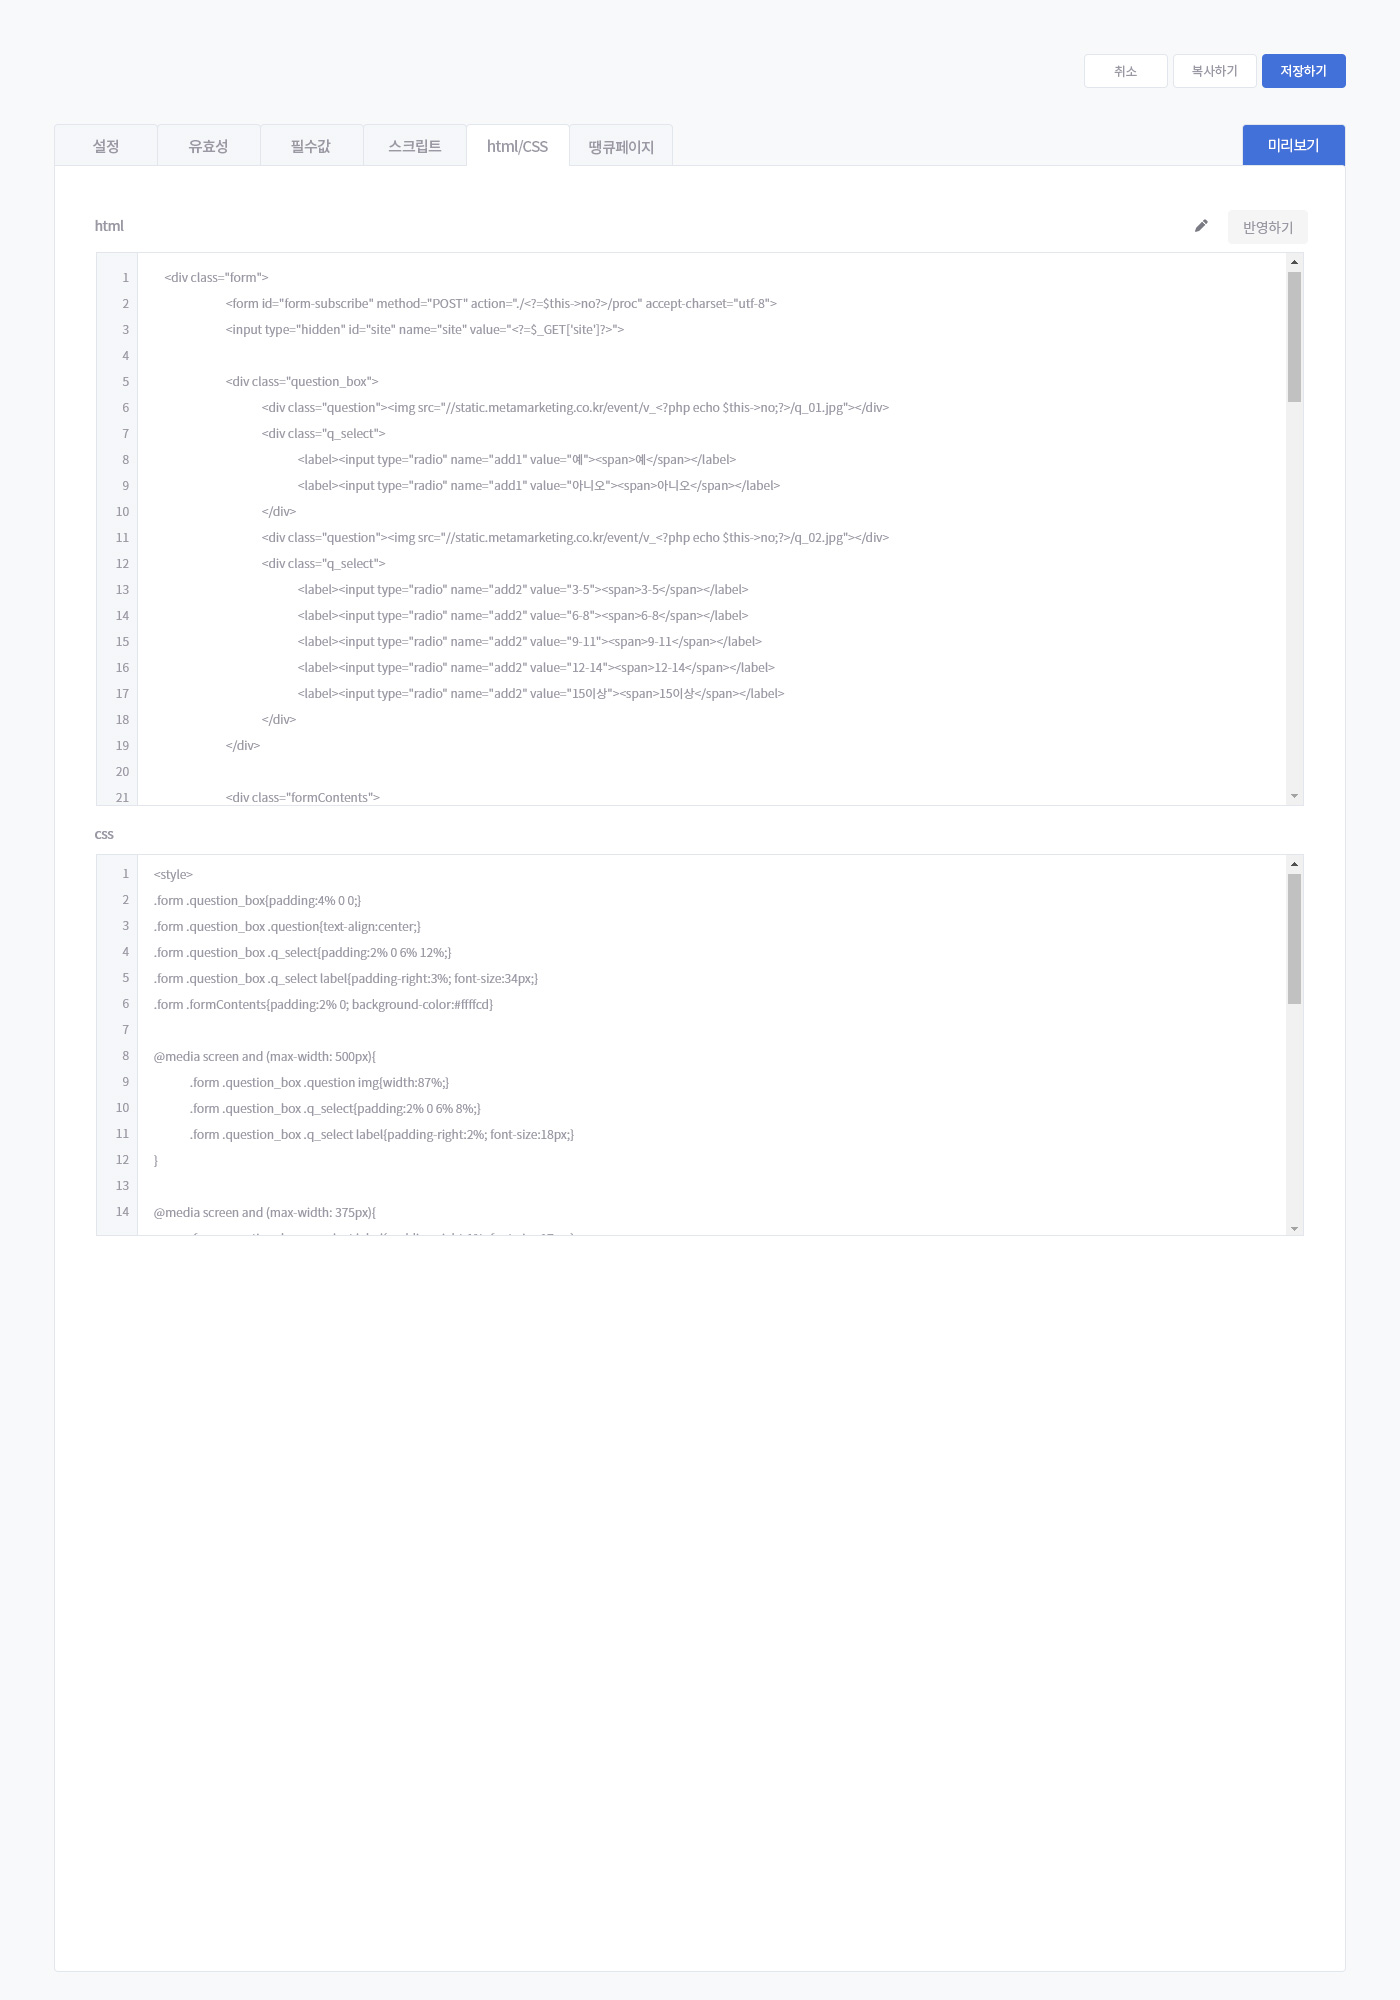 취소 복사하기 저장하기
설정 유효성 필수값 스크립트 html/CSS 땡큐페이지 미리보기
html 반영하기
1 <div class="form">
2 <form id="form-subscribe" method="POST" action="./<?=$this->no?>/proc" accept-charset="utf-8">
3 <input type="hidden" id="site" name="site" value="<?=$_GET['site']?>">
4
5 <div class="question_box">
6 <div class="question"><img src="//static.metamarketing.co.kr/event/v_<?php echo $this->no;?>/q_01.jpg"></div>
7 <div class="q_select">
8 <label><input type="radio" name="add1" value="예"><span>예</span></label>
9 <label><input type="radio" name="add1" value="아니오"><span>아니오</span></label>
10 </div>
11 <div class="question"><img src="//static.metamarketing.co.kr/event/v_<?php echo $this->no;?>/q_02.jpg"></div>
12 <div class="q_select">
13 <label><input type="radio" name="add2" value="3-5"><span>3-5</span></label>
14 <label><input type="radio" name="add2" value="6-8"><span>6-8</span></label>
15 <label><input type="radio" name="add2" value="9-11"><span>9-11</span></label>
16 <label><input type="radio" name="add2" value="12-14"><span>12-14</span></label>
17 <label><input type="radio" name="add2" value="15이상"><span>15이상</span></label>
18 </div>
19 </div>
20
21 <div class="formContents">
css
1 <style>
2 .form .question_box{padding:4% 0 0;}
3 .form .question_box .question{text-align:center;}
4 .form .question_box .q_select{padding:2% 0 6% 12%;}
5 .form .question_box .q_select label{padding-right:3%; font-size:34px;}
6 .form .formContents{padding:2% 0; background-color:#ffffcd}
7
8 @media screen and (max-width: 500px){
9 .form .question_box .question img{width:87%;}
10 .form .question_box .q_select{padding:2% 0 6% 8%;}
11 .form .question_box .q_select label{padding-right:2%; font-size:18px;}
12 }
13
14 @media screen and (max-width: 375px){